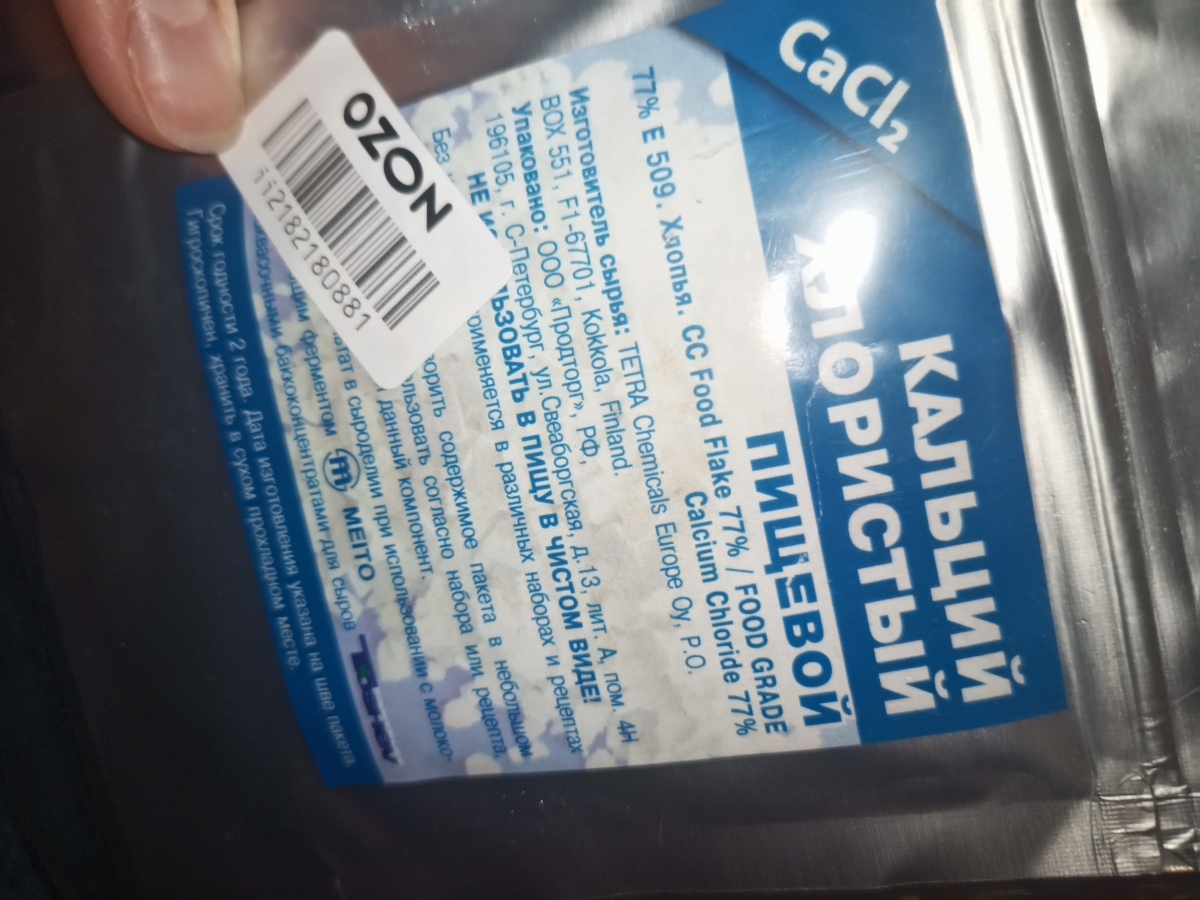 CaCl₂
КАЛЬЦИЙ
ХЛОРИСТЫЙ
ПИЩЕВОЙ
77% E 509. Хлопья. CC Food Flake 77% / FOOD GRADE
Calcium Chloride 77%
Изготовитель сырья: TETRA Chemicals Europe Oy, P.O.
BOX 551, F1-67701, Kokkola, Finland.
Упаковано: ООО «Продторг», РФ,
196105, г. С-Петербург, ул.Свеаборгская, д.13, лит. А, пом. 4Н
НЕ ИСПОЛЬЗОВАТЬ В ПИЩУ В ЧИСТОМ ВИДЕ!
применяется в различных наборах и рецептах
Без
содержимое пакета в небольшом
согласно набора или рецепта,
данный компонент.
в сыроделии при использовании с молоко-
ферментом m MEITO
бакконцентратами для сыров
Срок годности 2 года. Дата изготовления указана на шве пакета.
Гигроскопичен, хранить в сухом прохладном месте.
OZON
ii2182180881